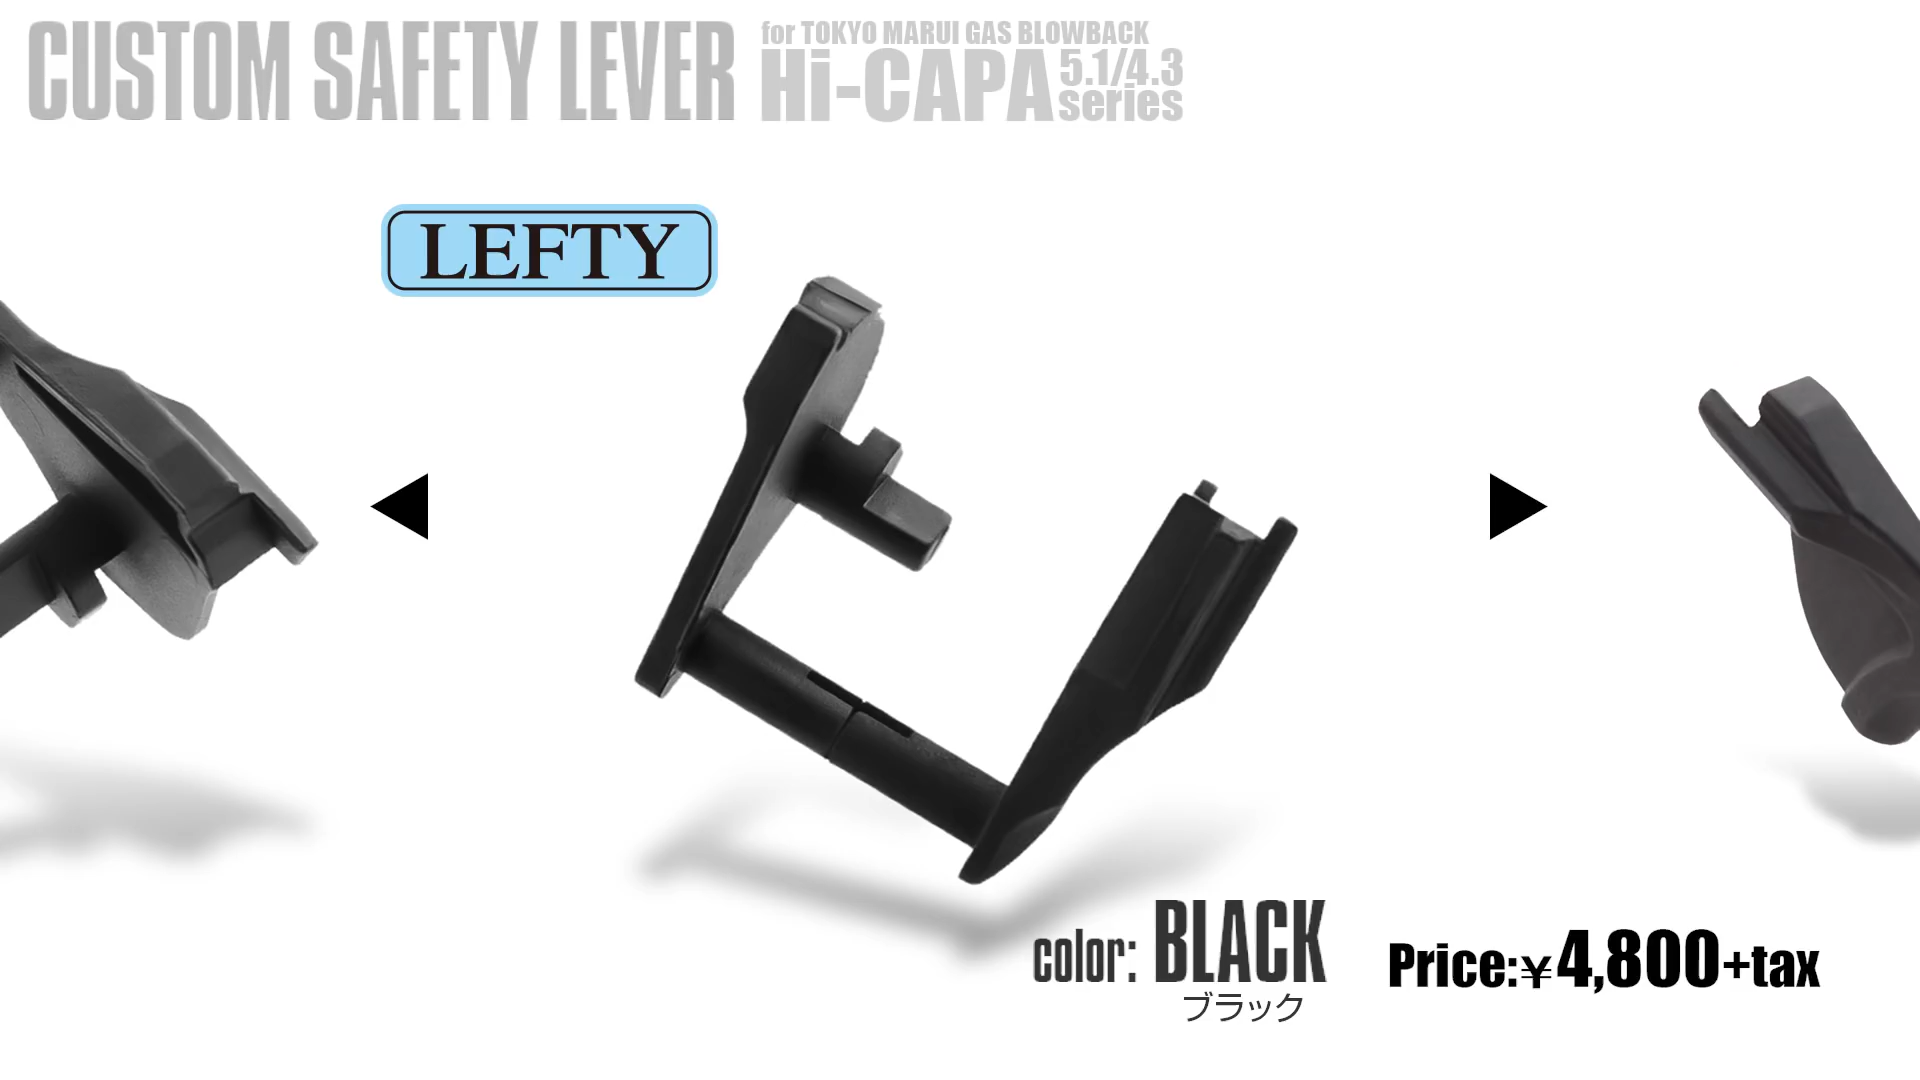 CUSTOM SAFETY LEVER
for TOKYO MARUI GAS BLOWBACK
Hi-CAPA 5.1/4.3 series
LEFTY
color: BLACK
ブラック
Price:¥4,800+tax